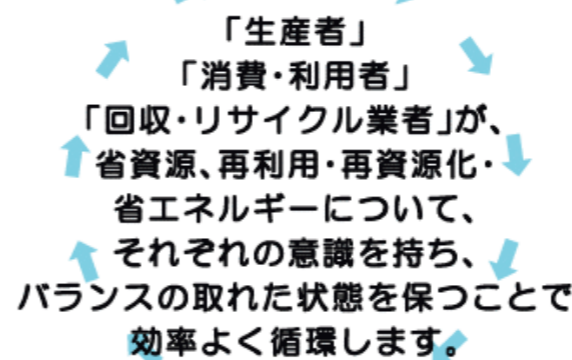 「生産者」
「消費・利用者」
「回収・リサイクル業者」が、
省資源、再利用・再資源化・
省エネルギーについて、
それぞれの意識を持ち、
バランスの取れた状態を保つことで
効率よく循環します。